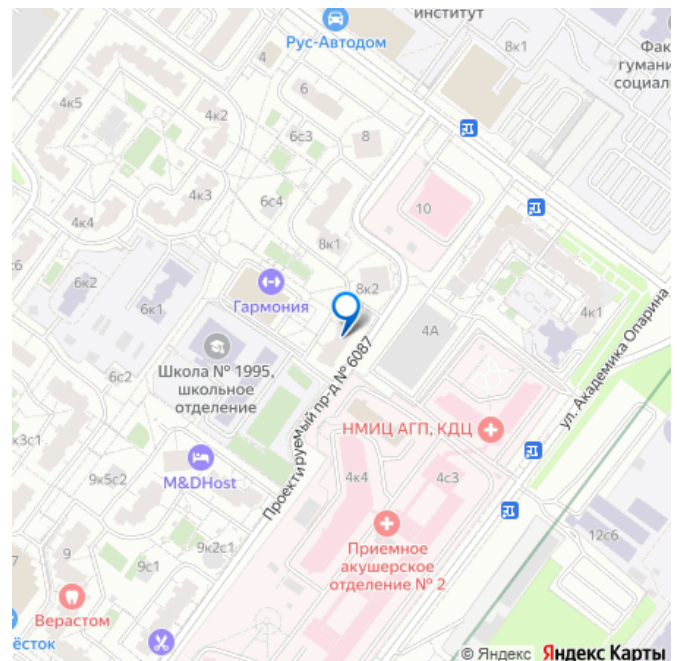 институт
Рус-Автодом
8к1
Фак
гумани
социал
4
4к5
6
4к2
6с3
8
4к3
6с4
10
4к4
8к1
с6
6к2
8к2
Гармония
6к1
4А
4к1
ул. Академика Опарина
Школа № 1995,
школьное
отделение
Проектируемый пр-д № 6087
6с2
НМИЦ АГП, КДЦ
к3с1
9к5с2
M&DHost
4к4
4с3
12с6
9к2с1
Приемное
акушерское
отделение № 2
7
9
9с1
Верастом
ёсток
© Яндекс Яндекс Карты